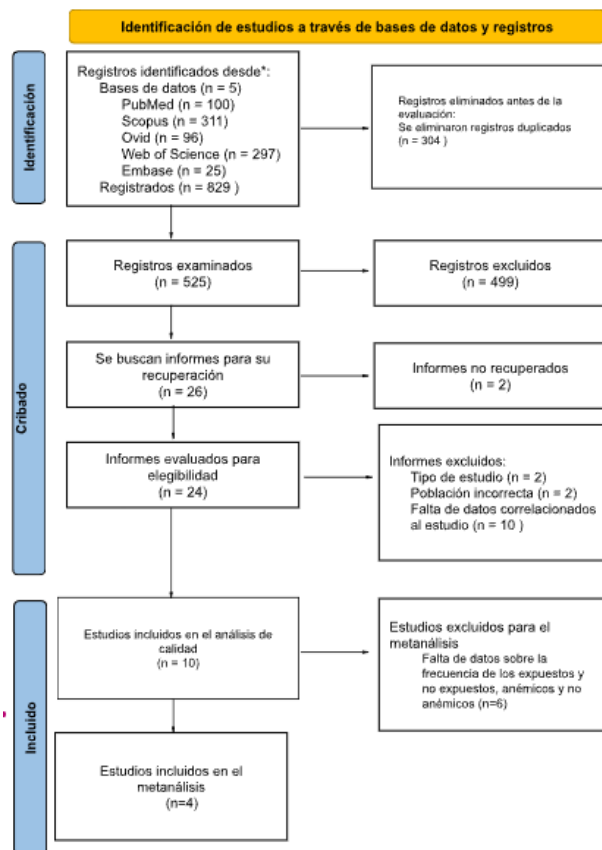 Identificación de estudios a través de bases de datos y registros
Identificación
Registros identificados desde*:
Bases de datos (n = 5)
PubMed (n = 100)
Scopus (n = 311)
Ovid (n = 96)
Web of Science (n = 297)
Embase (n = 25)
Registrados (n = 829 )
Registros eliminados antes de la
evaluación:
Se eliminaron registros duplicados
(n = 304 )
Cribado
Registros examinados
(n = 525)
Registros excluidos
(n = 499)
Se buscan informes para su
recuperación
(n = 26)
Informes no recuperados
(n = 2)
Informes evaluados para
elegibilidad
(n = 24)
Informes excluidos:
Tipo de estudio (n = 2)
Población incorrecta (n = 2)
Falta de datos correlacionados
al estudio (n = 10 )
Incluido
Estudios incluidos en el análisis de
calidad
(n = 10)
Estudios excluidos para el
metanálisis
Falta de datos sobre la
frecuencia de los expuestos y
no expuestos, anémicos y no
anémicos (n=6)
Estudios incluidos en el
metanálisis
(n=4)